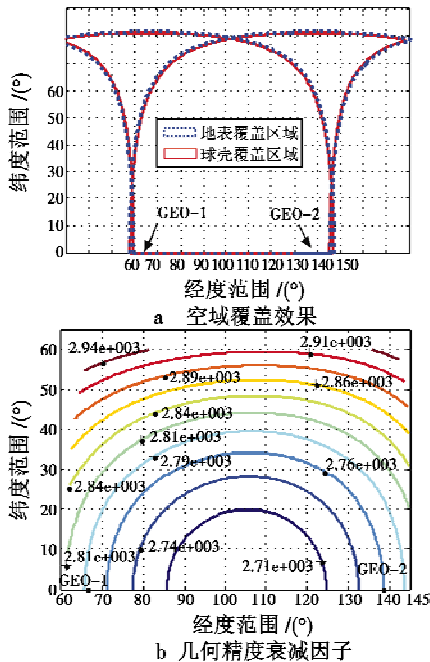 纬度范围/(°)
60
50
40
30
20
10
0
地表覆盖区域
球壳覆盖区域
GEO-1
GEO-2
60 70 80 90 100 110 120 130 140 150
经度范围/(°)
a 空域覆盖效果
纬度范围/(°)
60
50
40
30
20
10
0
2.94e+003
2.91e+003
2.89e+003
2.86e+003
2.84e+003
2.81e+003
2.79e+003
2.76e+003
2.84e+003
2.74e+003
2.81e+003
2.71e+003
GEO-1
GEO-2
60 70 80 90 100 110 120 130 145
经度范围/(°)
b 几何精度衰减因子